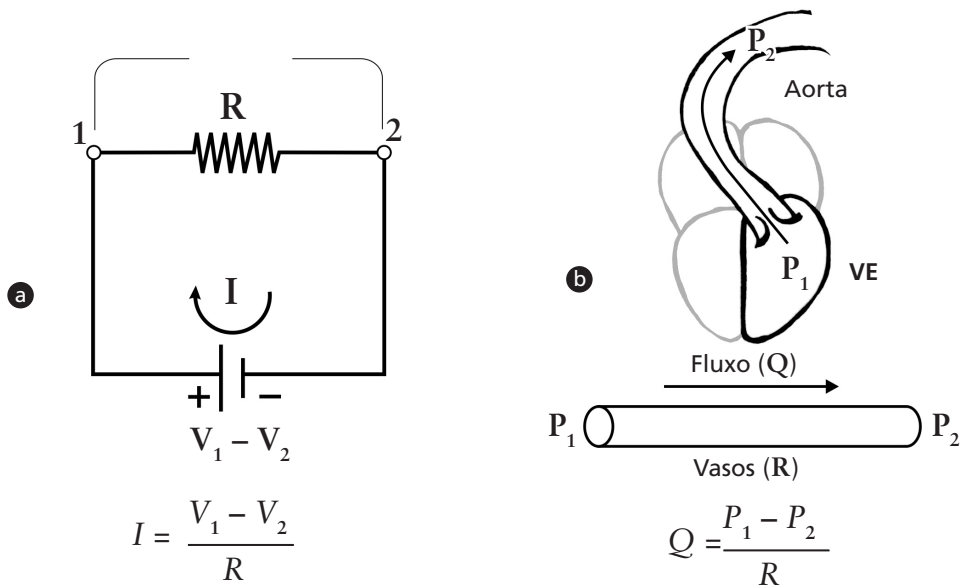 R
1
2
a
I
+
−
V₁ − V₂
I = (V₁ − V₂) / R
P₂
Aorta
b
P₁
VE
Fluxo (Q)
P₁
P₂
Vasos (R)
Q = (P₁ − P₂) / R